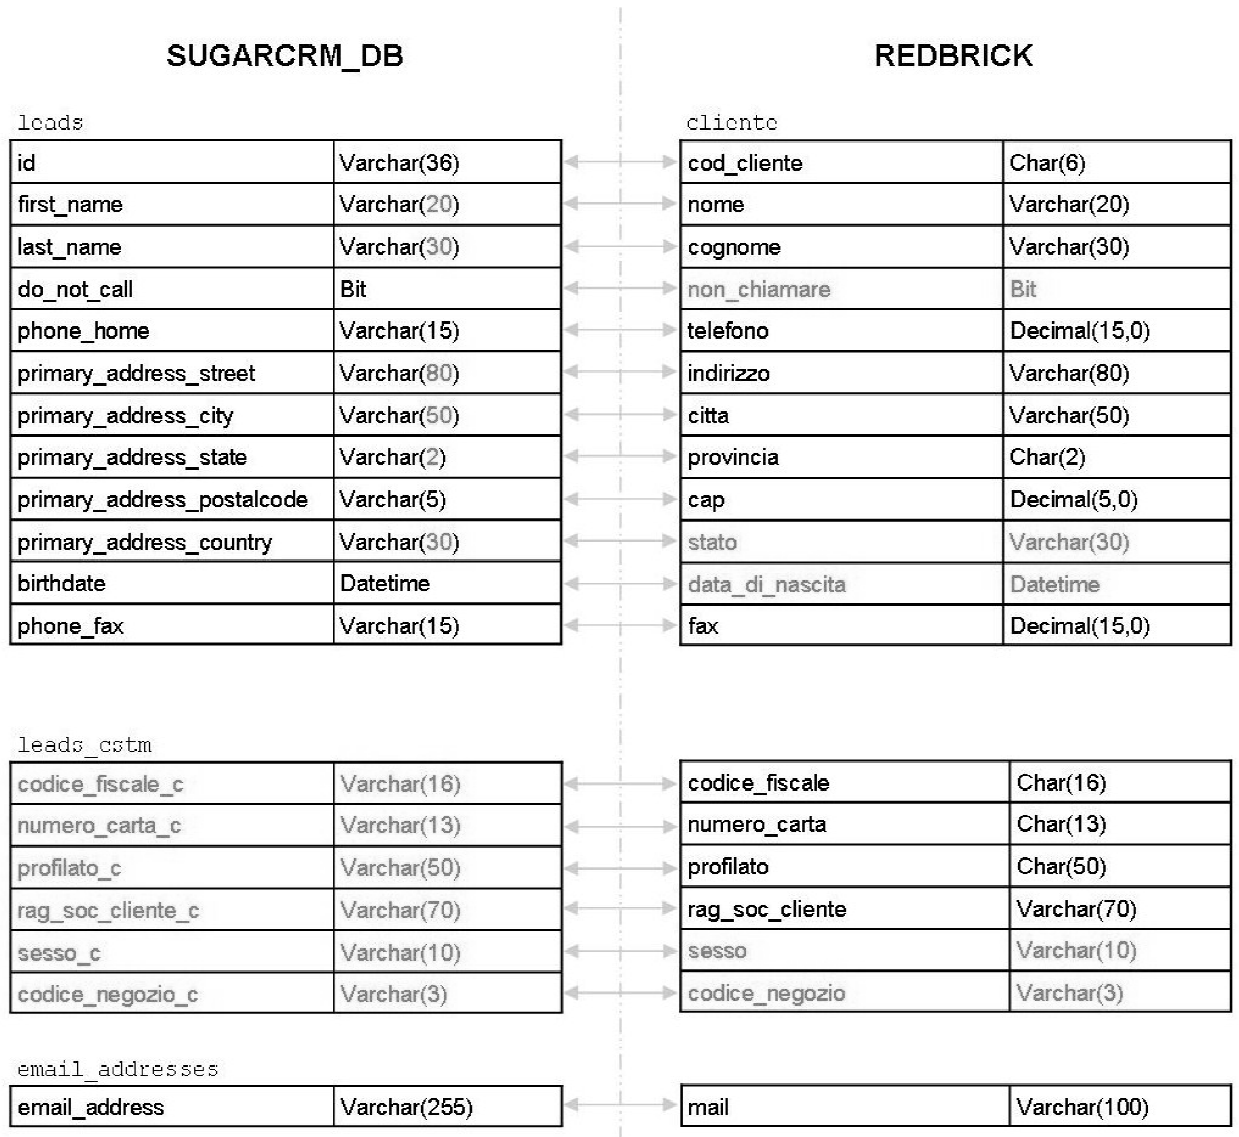 SUGARCRM_DB REDBRICK
leads cliente
id Varchar(36) cod_cliente Char(6)
first_name Varchar(20) nome Varchar(20)
last_name Varchar(30) cognome Varchar(30)
do_not_call Bit non_chiamare Bit
phone_home Varchar(15) telefono Decimal(15,0)
primary_address_street Varchar(80) indirizzo Varchar(80)
primary_address_city Varchar(50) citta Varchar(50)
primary_address_state Varchar(2) provincia Char(2)
primary_address_postalcode Varchar(5) cap Decimal(5,0)
primary_address_country Varchar(30) stato Varchar(30)
birthdate Datetime data_di_nascita Datetime
phone_fax Varchar(15) fax Decimal(15,0)
leads_cstm
codice_fiscale_c Varchar(16) codice_fiscale Char(16)
numero_carta_c Varchar(13) numero_carta Char(13)
profilato_c Varchar(50) profilato Char(50)
rag_soc_cliente_c Varchar(70) rag_soc_cliente Varchar(70)
sesso_c Varchar(10) sesso Varchar(10)
codice_negozio_c Varchar(3) codice_negozio Varchar(3)
email_addresses
email_address Varchar(255) mail Varchar(100)